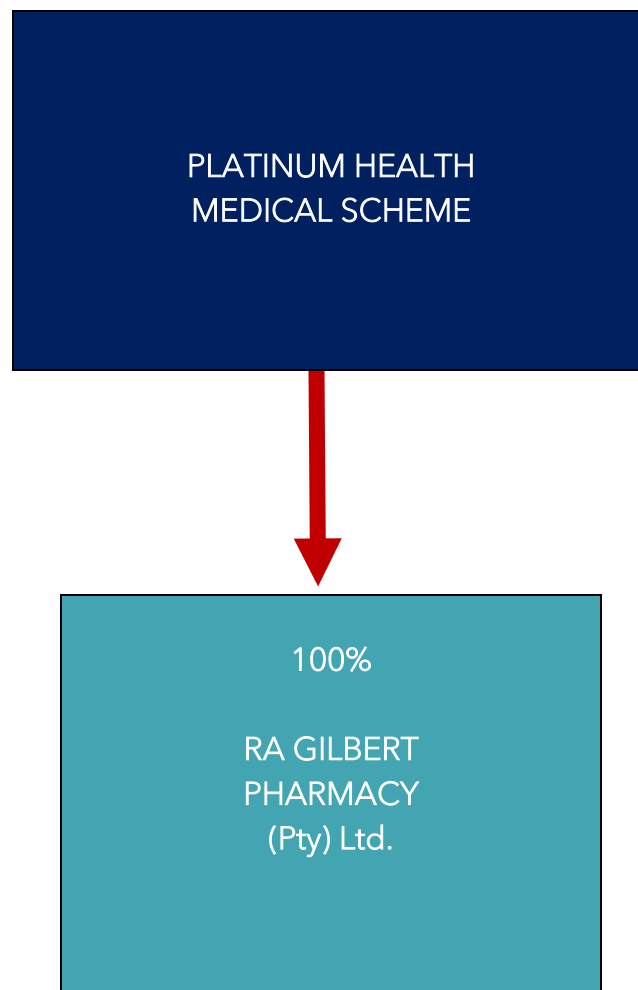 PLATINUM HEALTH
MEDICAL SCHEME
100%
RA GILBERT
PHARMACY
(Pty) Ltd.